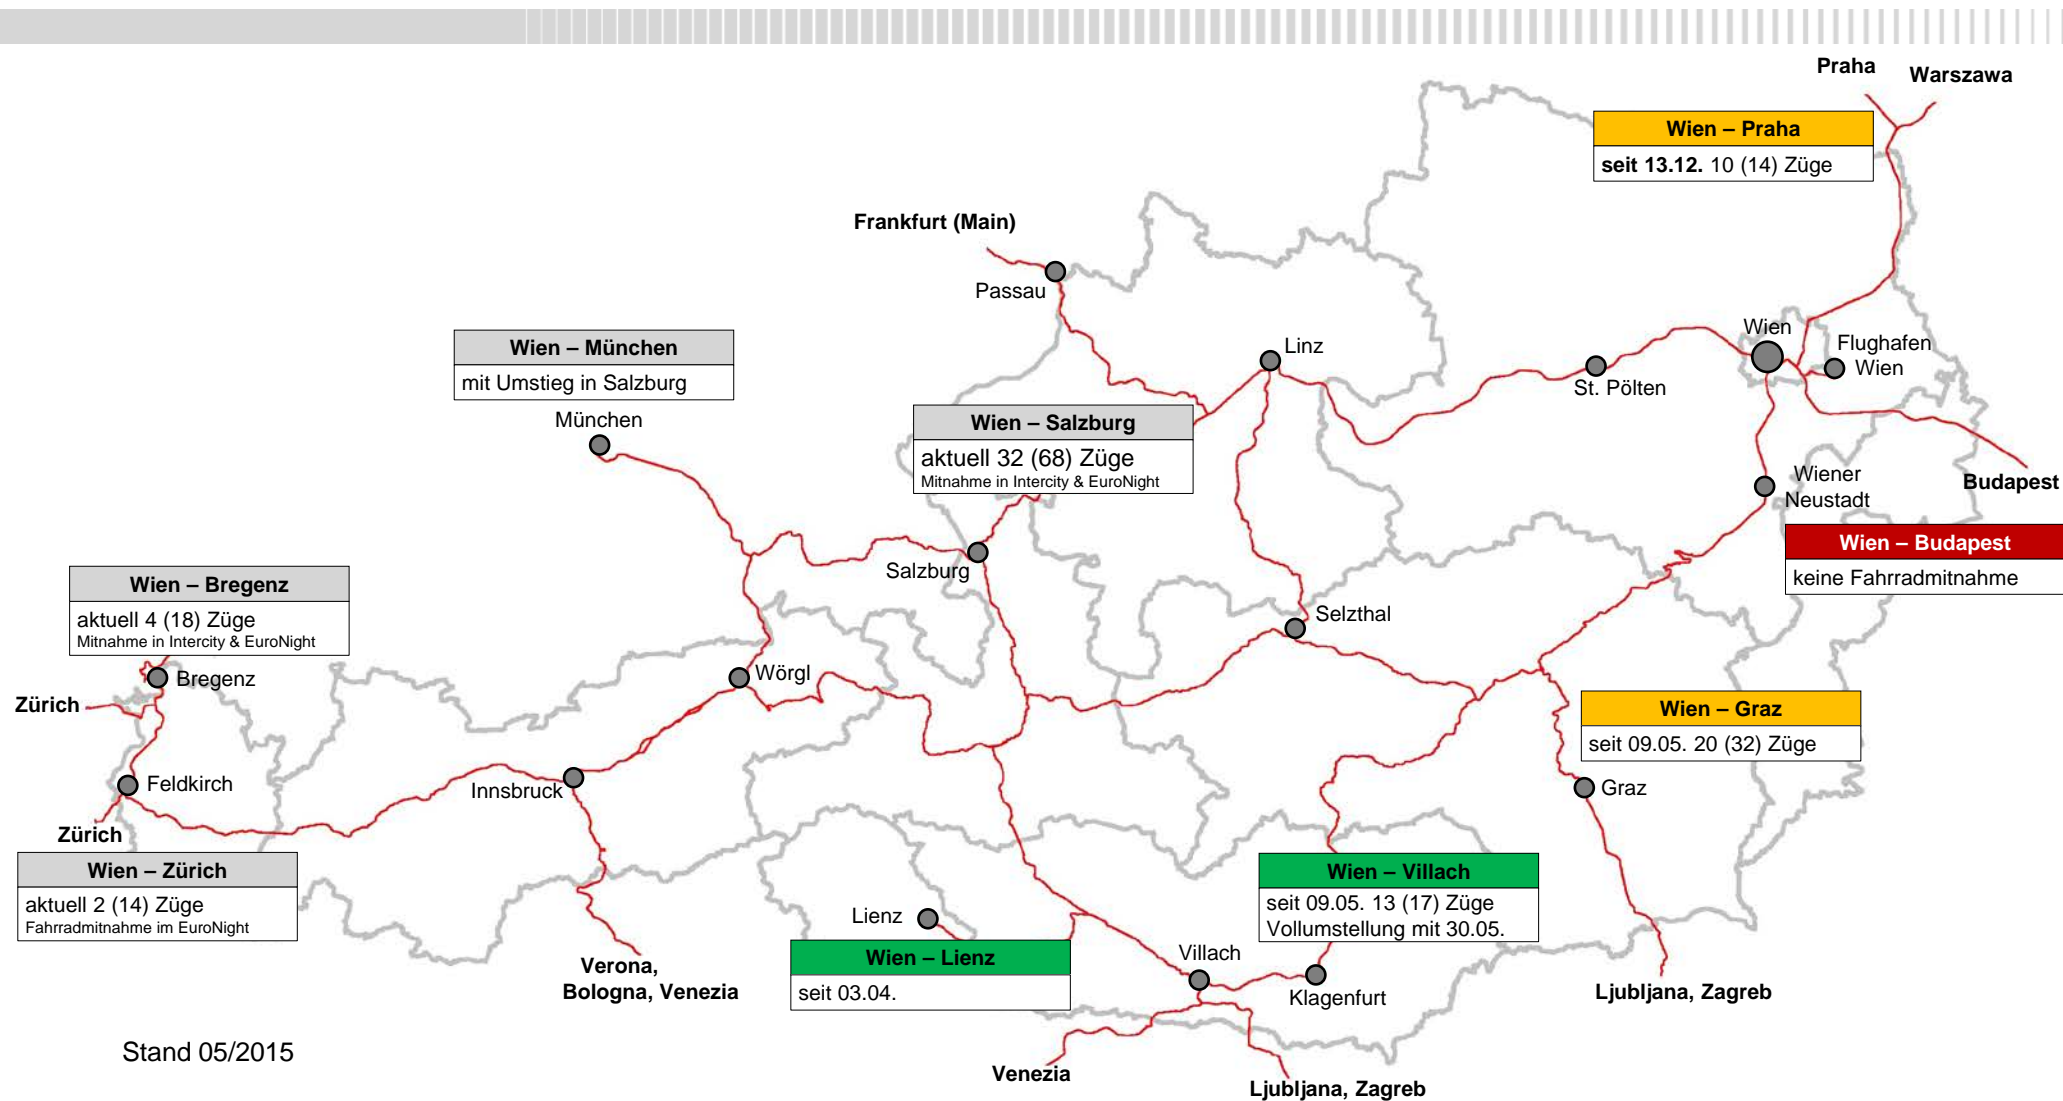 Praha
Warszawa
Wien – Praha
seit 13.12. 10 (14) Züge
Frankfurt (Main)
Passau
Wien – München
mit Umstieg in Salzburg
München
Linz
St. Pölten
Wien
Flughafen
Wien
Wien – Salzburg
aktuell 32 (68) Züge
Mitnahme in Intercity & EuroNight
Wiener
Neustadt
Budapest
Wien – Budapest
keine Fahrradmitnahme
Salzburg
Wien – Bregenz
aktuell 4 (18) Züge
Mitnahme in Intercity & EuroNight
Bregenz
Zürich
Wörgl
Selzthal
Wien – Graz
seit 09.05. 20 (32) Züge
Graz
Feldkirch
Innsbruck
Zürich
Wien – Zürich
aktuell 2 (14) Züge
Fahrradmitnahme im EuroNight
Wien – Villach
seit 09.05. 13 (17) Züge
Vollumstellung mit 30.05.
Lienz
Wien – Lienz
seit 03.04.
Villach
Klagenfurt
Verona,
Bologna, Venezia
Ljubljana, Zagreb
Stand 05/2015
Venezia
Ljubljana, Zagreb